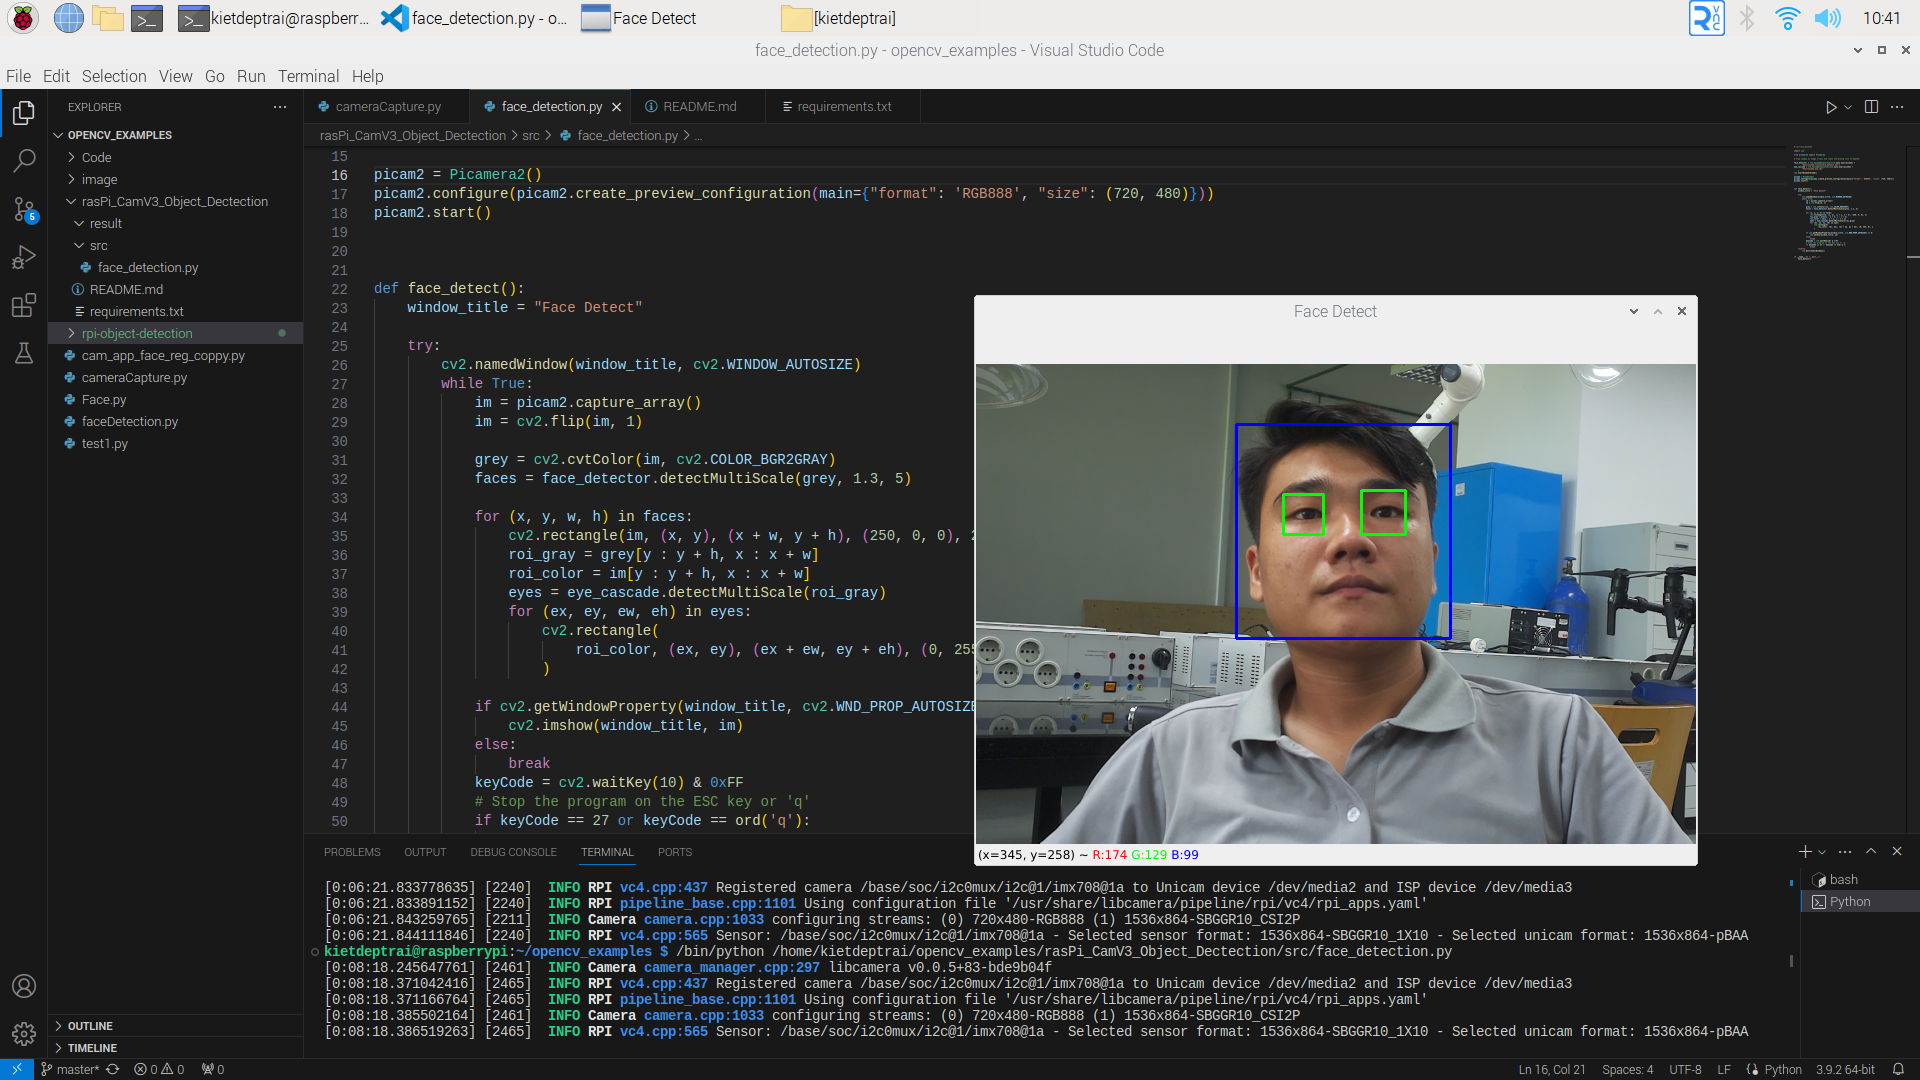 kietdeptrai@raspberr... face_detection.py - o... Face Detect [kietdeptrai] 10:41
face_detection.py - opencv_examples - Visual Studio Code
File Edit Selection View Go Run Terminal Help
EXPLORER
OPENCV_EXAMPLES
Code
image
rasPi_CamV3_Object_Dectection
result
src
face_detection.py
README.md
requirements.txt
rpi-object-detection
cam_app_face_reg_coppy.py
cameraCapture.py
Face.py
faceDetection.py
test1.py
OUTLINE
TIMELINE
5
cameraCapture.py face_detection.py README.md requirements.txt
rasPi_CamV3_Object_Dectection > src > face_detection.py > ...
15
16 picam2 = Picamera2()
17 picam2.configure(picam2.create_preview_configuration(main={"format": 'RGB888', "size": (720, 480)}))
18 picam2.start()
19
20
21
22 def face_detect():
23 window_title = "Face Detect"
24
25 try:
26 cv2.namedWindow(window_title, cv2.WINDOW_AUTOSIZE)
27 while True:
28 im = picam2.capture_array()
29 im = cv2.flip(im, 1)
30
31 grey = cv2.cvtColor(im, cv2.COLOR_BGR2GRAY)
32 faces = face_detector.detectMultiScale(grey, 1.3, 5)
33
34 for (x, y, w, h) in faces:
35 cv2.rectangle(im, (x, y), (x + w, y + h), (250, 0, 0), 2
36 roi_gray = grey[y : y + h, x : x + w]
37 roi_color = im[y : y + h, x : x + w]
38 eyes = eye_cascade.detectMultiScale(roi_gray)
39 for (ex, ey, ew, eh) in eyes:
40 cv2.rectangle(
41 roi_color, (ex, ey), (ex + ew, ey + eh), (0, 255
42 )
43
44 if cv2.getWindowProperty(window_title, cv2.WND_PROP_AUTOSIZE
45 cv2.imshow(window_title, im)
46 else:
47 break
48 keyCode = cv2.waitKey(10) & 0xFF
49 # Stop the program on the ESC key or 'q'
50 if keyCode == 27 or keyCode == ord('q'):
Face Detect
(x=345, y=258) ~ R:174 G:129 B:99
PROBLEMS OUTPUT DEBUG CONSOLE TERMINAL PORTS
[0:06:21.833778635] [2240] INFO RPI vc4.cpp:437 Registered camera /base/soc/i2c0mux/i2c@1/imx708@1a to Unicam device /dev/media2 and ISP device /dev/media3
[0:06:21.833891152] [2240] INFO RPI pipeline_base.cpp:1101 Using configuration file '/usr/share/libcamera/pipeline/rpi/vc4/rpi_apps.yaml'
[0:06:21.843259765] [2211] INFO Camera camera.cpp:1033 configuring streams: (0) 720x480-RGB888 (1) 1536x864-SBGGR10_CSI2P
[0:06:21.844111846] [2240] INFO RPI vc4.cpp:565 Sensor: /base/soc/i2c0mux/i2c@1/imx708@1a - Selected sensor format: 1536x864-SBGGR10_1X10 - Selected unicam format: 1536x864-pBAA
kietdeptrai@raspberrypi:~/opencv_examples $ /bin/python /home/kietdeptrai/opencv_examples/rasPi_CamV3_Object_Dectection/src/face_detection.py
[0:08:18.245647761] [2461] INFO Camera camera_manager.cpp:297 libcamera v0.0.5+83-bde9b04f
[0:08:18.371042416] [2465] INFO RPI vc4.cpp:437 Registered camera /base/soc/i2c0mux/i2c@1/imx708@1a to Unicam device /dev/media2 and ISP device /dev/media3
[0:08:18.371166764] [2465] INFO RPI pipeline_base.cpp:1101 Using configuration file '/usr/share/libcamera/pipeline/rpi/vc4/rpi_apps.yaml'
[0:08:18.385502164] [2461] INFO Camera camera.cpp:1033 configuring streams: (0) 720x480-RGB888 (1) 1536x864-SBGGR10_CSI2P
[0:08:18.386519263] [2465] INFO RPI vc4.cpp:565 Sensor: /base/soc/i2c0mux/i2c@1/imx708@1a - Selected sensor format: 1536x864-SBGGR10_1X10 - Selected unicam format: 1536x864-pBAA
bash
Python
master* 0 0 0 Ln 16, Col 21 Spaces: 4 UTF-8 LF Python 3.9.2 64-bit